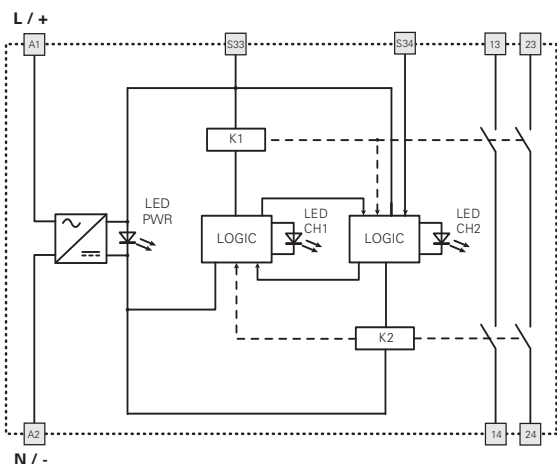 L / +
A1
S33
S34
13
23
K1
LED
PWR
LOGIC
LED
CH1
LOGIC
LED
CH2
K2
A2
14
24
N / -